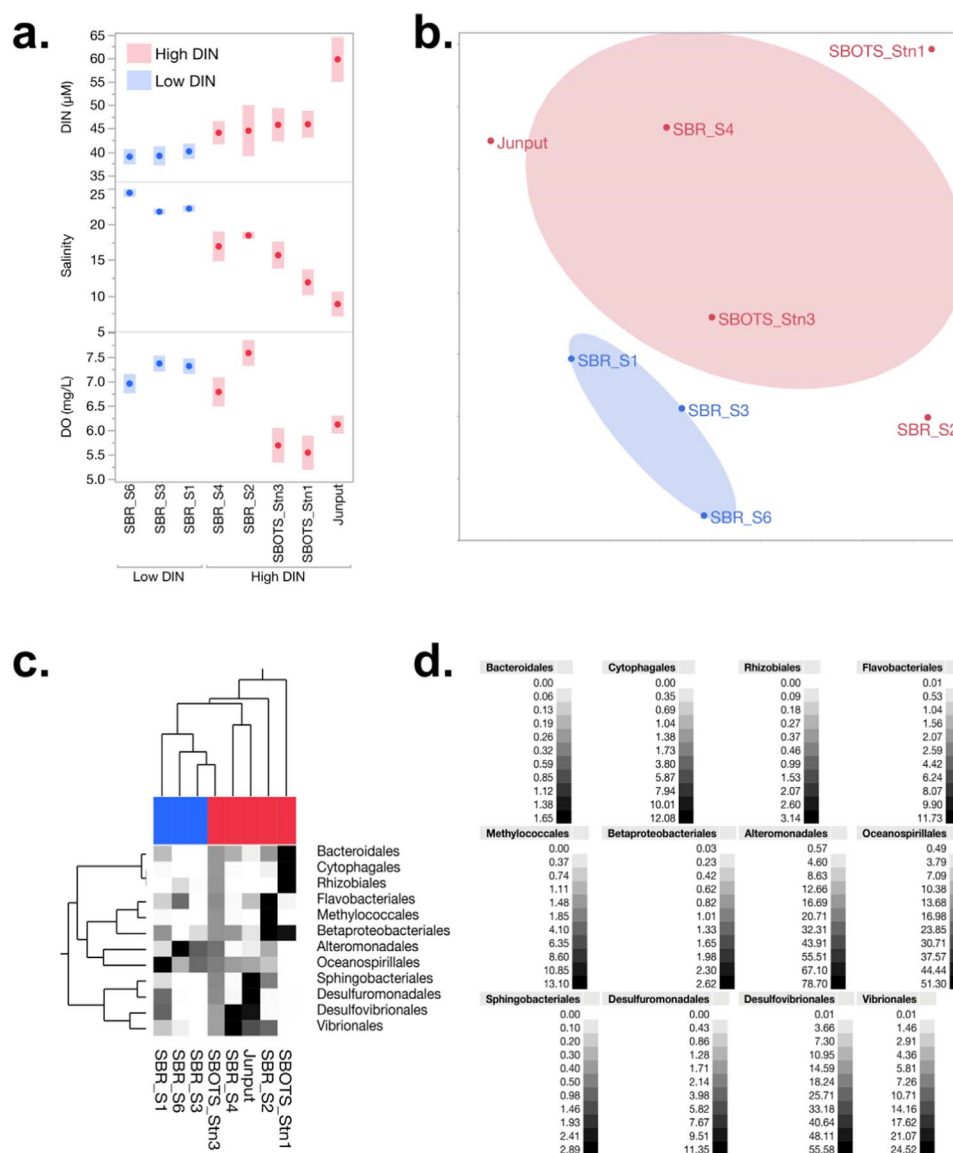 a.
65
60
55
50
45
40
35
DIN (µM)
High DIN
Low DIN
25
20
15
10
5
Salinity
7.5
7.0
6.5
6.0
5.5
5.0
DO (mg/L)
SBR_S6
SBR_S3
SBR_S1
SBR_S4
SBR_S2
SBOTS_Stn3
SBOTS_Stn1
Junput
Low DIN
High DIN
b.
SBOTS_Stn1
SBR_S4
Junput
SBOTS_Stn3
SBR_S1
SBR_S3
SBR_S2
SBR_S6
c.
Bacteroidales
Cytophagales
Rhizobiales
Flavobacteriales
Methylococcales
Betaproteobacteriales
Alteromonadales
Oceanospirillales
Sphingobacteriales
Desulfuromonadales
Desulfovibrionales
Vibrionales
SBR_S1
SBR_S6
SBR_S3
SBOTS_Stn3
SBR_S4
Junput
SBR_S2
SBOTS_Stn1
d.
Bacteroidales Cytophagales Rhizobiales Flavobacteriales
0.00 0.00 0.00 0.01
0.06 0.35 0.09 0.53
0.13 0.69 0.18 1.04
0.19 1.04 0.27 1.56
0.26 1.38 0.37 2.07
0.32 1.73 0.46 2.59
0.59 3.80 0.99 4.42
0.85 5.87 1.53 6.24
1.12 7.94 2.07 8.07
1.38 10.01 2.60 9.90
1.65 12.08 3.14 11.73
Methylococcales Betaproteobacteriales Alteromonadales Oceanospirillales
0.00 0.03 0.57 0.49
0.37 0.23 4.60 3.79
0.74 0.42 8.63 7.09
1.11 0.62 12.66 10.38
1.48 0.82 16.69 13.68
1.85 1.01 20.71 16.98
4.10 1.33 32.31 23.85
6.35 1.65 43.91 30.71
8.60 1.98 55.51 37.57
10.85 2.30 67.10 44.44
13.10 2.62 78.70 51.30
Sphingobacteriales Desulfuromonadales Desulfovibrionales Vibrionales
0.00 0.00 0.01 0.01
0.10 0.43 3.66 1.46
0.20 0.86 7.30 2.91
0.30 1.28 10.95 4.36
0.40 1.71 14.59 5.81
0.50 2.14 18.24 7.26
0.98 3.98 25.71 10.71
1.46 5.82 33.18 14.16
1.93 7.67 40.64 17.62
2.41 9.51 48.11 21.07
2.89 11.35 55.58 24.52